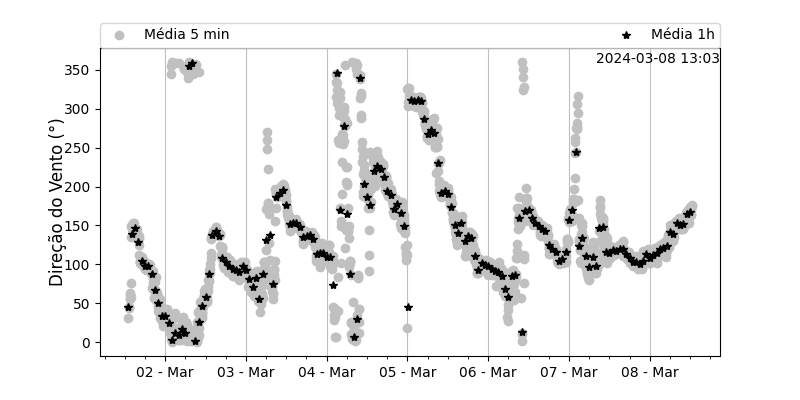 Média 5 min
Média 1h
2024-03-08 13:03
Direção do Vento (°)
350
300
250
200
150
100
50
0
02 - Mar
03 - Mar
04 - Mar
05 - Mar
06 - Mar
07 - Mar
08 - Mar